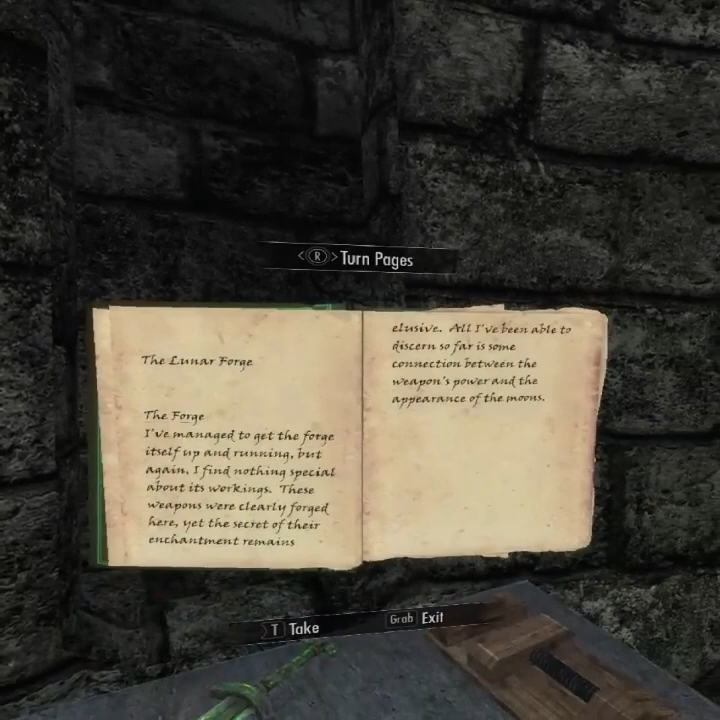 R Turn Pages
The Lunar Forge
The Forge
I've managed to get the forge
itself up and running, but
again, I find nothing special
about its workings. These
weapons were clearly forged
here, yet the secret of their
enchantment remains
elusive. All I've been able to
discern so far is some
connection between the
weapon's power and the
appearance of the moons.
T Take
Grab Exit